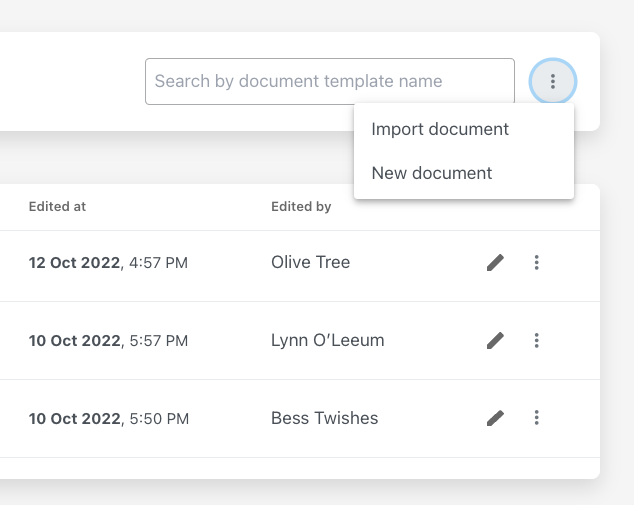 Search by document template name
Import document
New document
Edited at Edited by
12 Oct 2022, 4:57 PM Olive Tree
10 Oct 2022, 5:57 PM Lynn O’Leeum
10 Oct 2022, 5:50 PM Bess Twishes